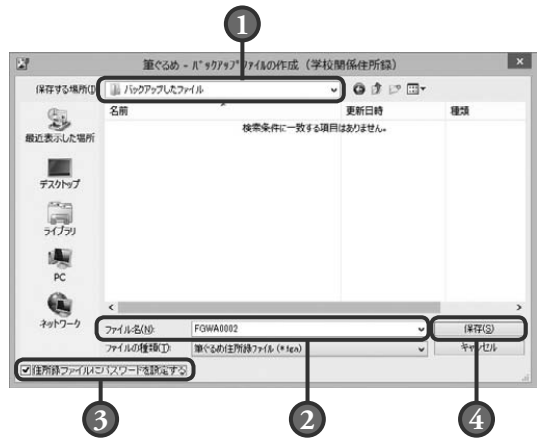 1
筆ぐるめ - バックアップファイルの作成（学校関係住所録）
保存する場所(I)
バックアップしたファイル
名前
更新日時
種類
検索条件に一致する項目はありません。
最近表示した場所
デスクトップ
ライブラリ
PC
ネットワーク
ファイル名(N):
FGWA0002
保存(S)
ファイルの種類(T):
筆ぐるめ住所録ファイル (*.fgn)
キャンセル
住所録ファイルにパスワードを設定する
3
2
4